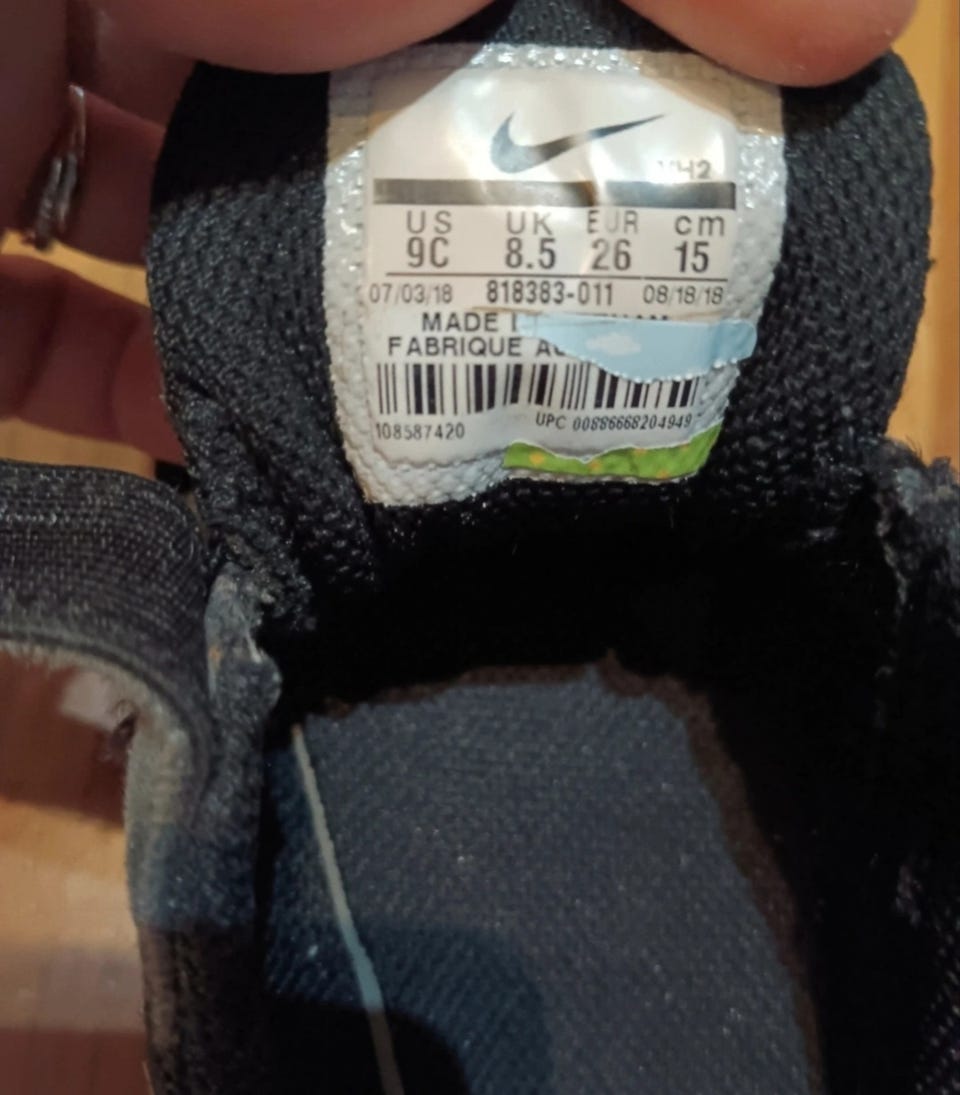 US UK EUR cm
9C 8.5 26 15
07/03/18 818383-011 08/18/18
MADE
FABRIQUE
108587420 UPC 00886668204949